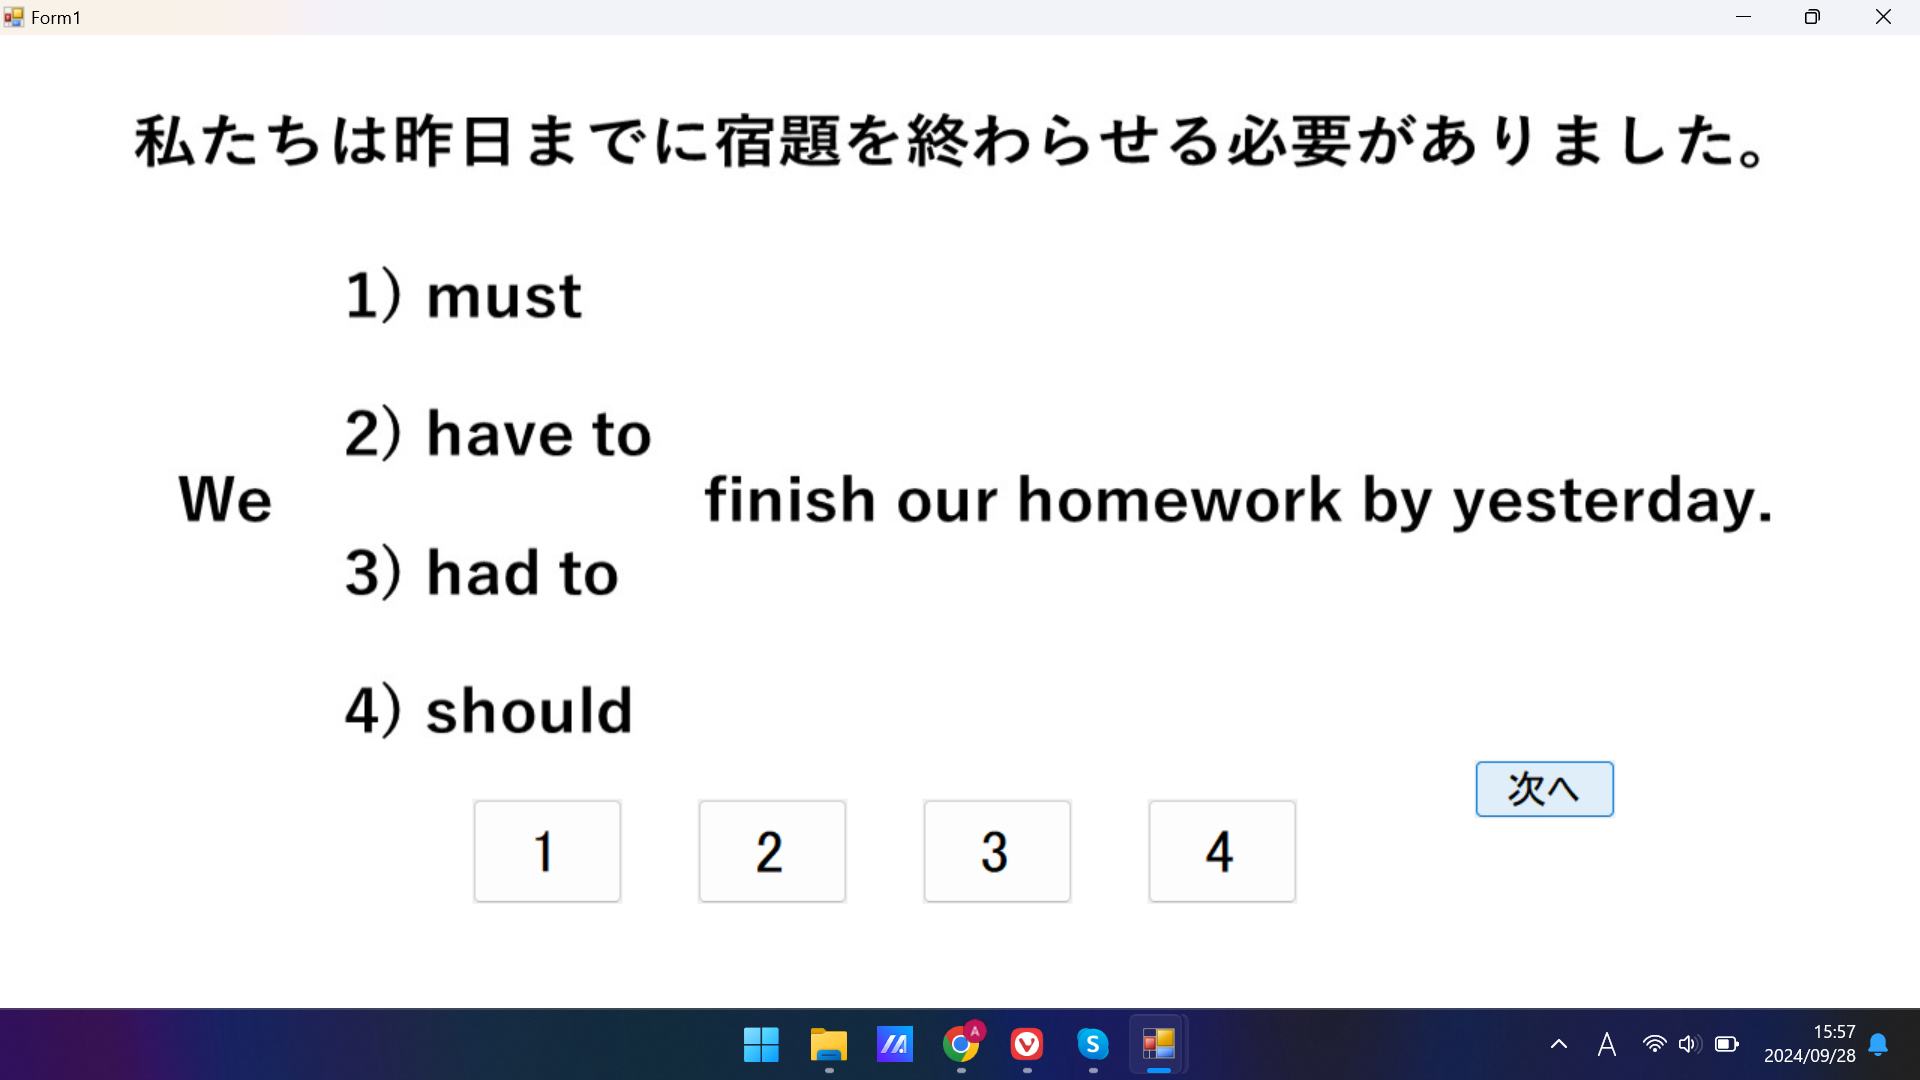 Form1
私たちは昨日までに宿題を終わらせる必要がありました。
1) must
2) have to
We
finish our homework by yesterday.
3) had to
4) should
次へ
1
2
3
4
A
S
A
15:57
2024/09/28